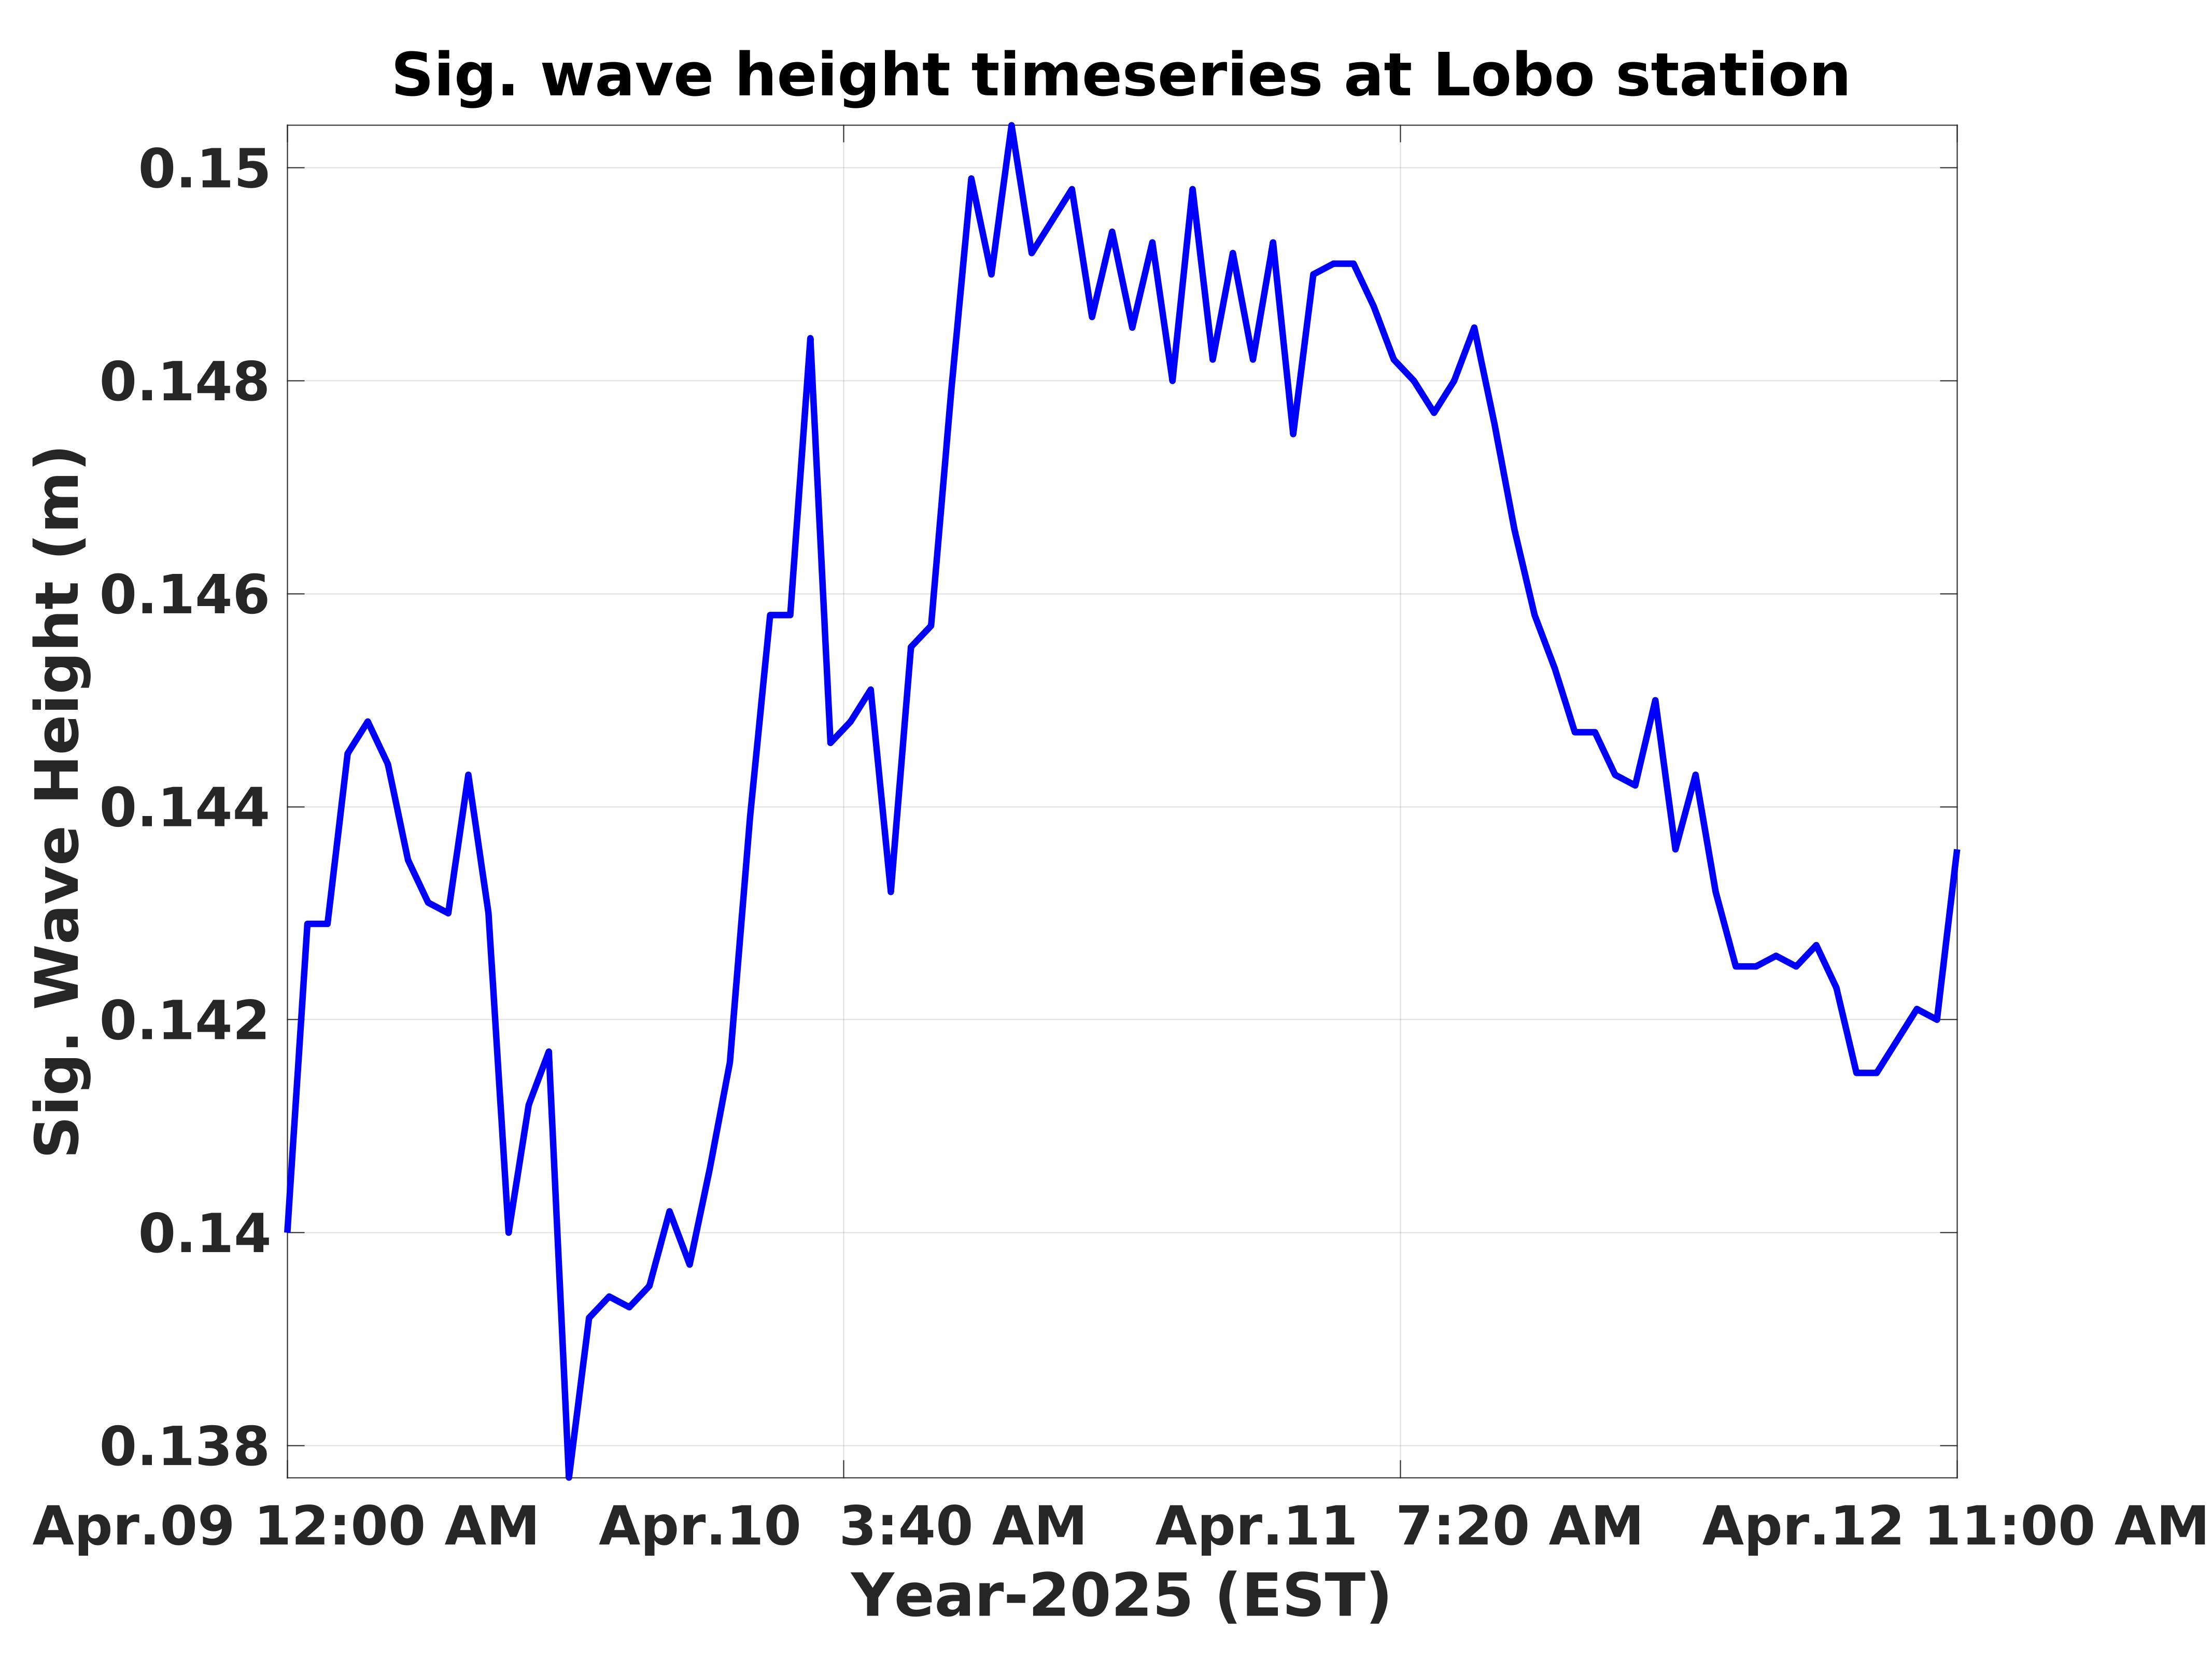 Sig. wave height timeseries at Lobo station
0.15
0.148
0.146
0.144
0.142
0.14
0.138
Sig. Wave Height (m)
Apr.09 12:00 AM Apr.10 3:40 AM Apr.11 7:20 AM Apr.12 11:00 AM
Year-2025 (EST)